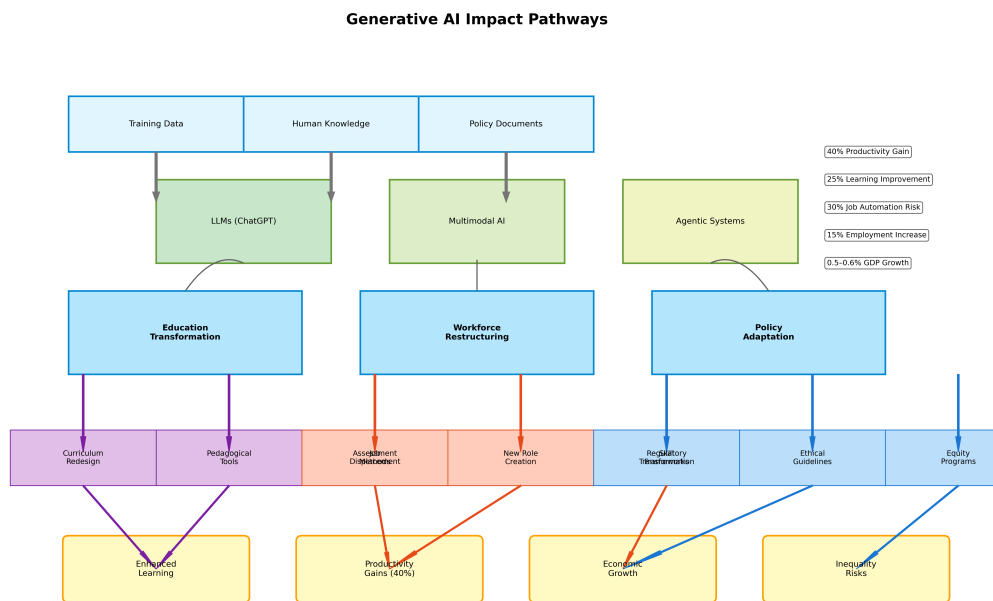 Generative AI Impact Pathways
Training Data
Human Knowledge
Policy Documents
40% Productivity Gain
25% Learning Improvement
30% Job Automation Risk
15% Employment Increase
0.5–0.6% GDP Growth
LLMs (ChatGPT)
Multimodal AI
Agentic Systems
Education
Transformation
Workforce
Restructuring
Policy
Adaptation
Curriculum
Redesign
Pedagogical
Tools
New Role
Creation
Ethical
Guidelines
Equity
Programs
Enhanced
Learning
Productivity
Gains (40%)
Economic
Growth
Inequality
Risks